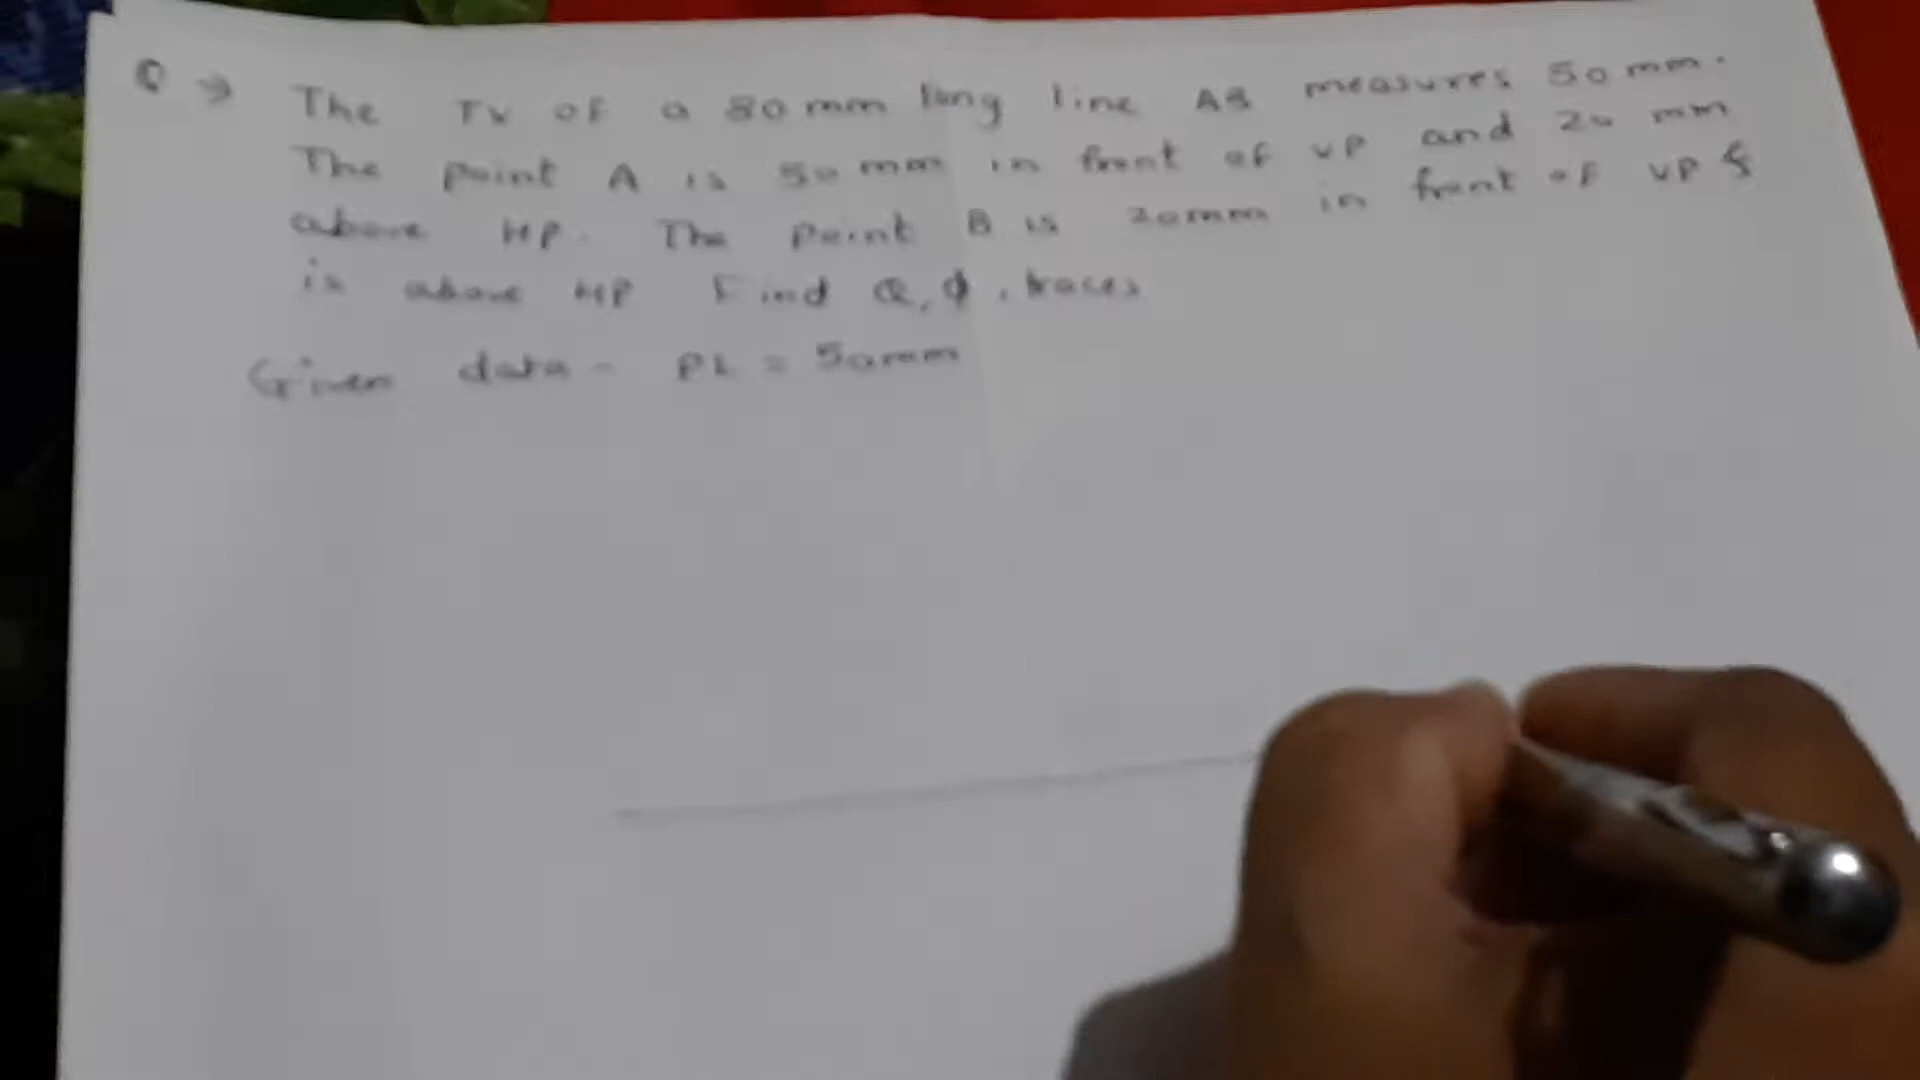 Q → The TV of a 80 mm long line AB measures 50 mm.
The point A is 50 mm in front of VP and 20 mm
above HP. The point B is 20mm in front of VP &
is above HP Find θ, ϕ, traces
Given data - PL = 50mm